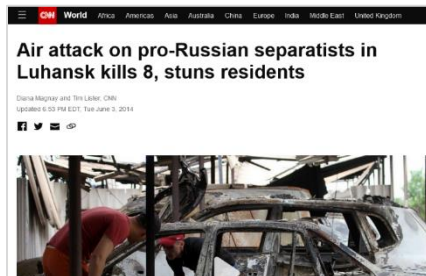 CNN World Africa Americas Asia Australia China Europe India Middle East United Kingdom
Air attack on pro-Russian separatists in
Luhansk kills 8, stuns residents
Diana Magnay and Tim Lister, CNN
Updated 6:53 PM EDT, Tue June 3, 2014